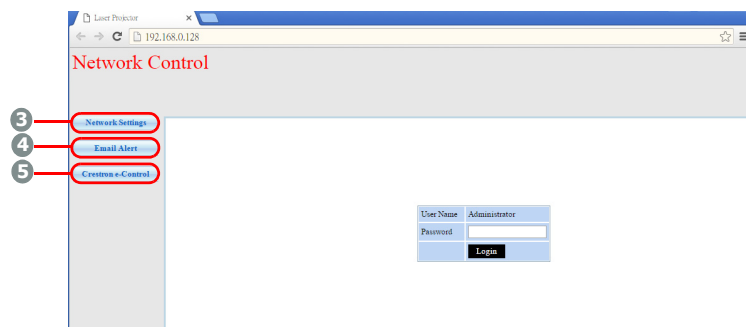 Laser Projector
192.168.0.128
Network Control
3 Network Settings
4 Email Alert
5 Crestron e-Control
User Name Administrator
Password
Login